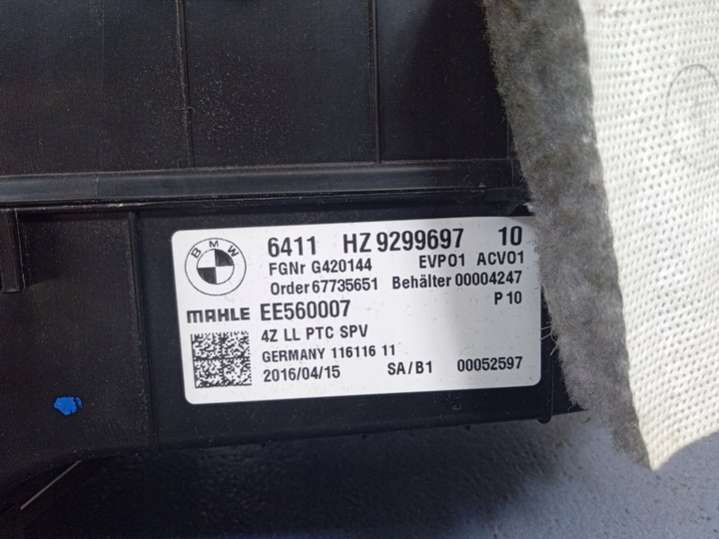 BMW
6411 HZ 9299697 10
FGNr G420144 EVP01 ACV01
Order 67735651 Behälter 00004247
P 10
MAHLE EE560007
4Z LL PTC SPV
GERMANY 116116 11
2016/04/15 SA/B1 00052597